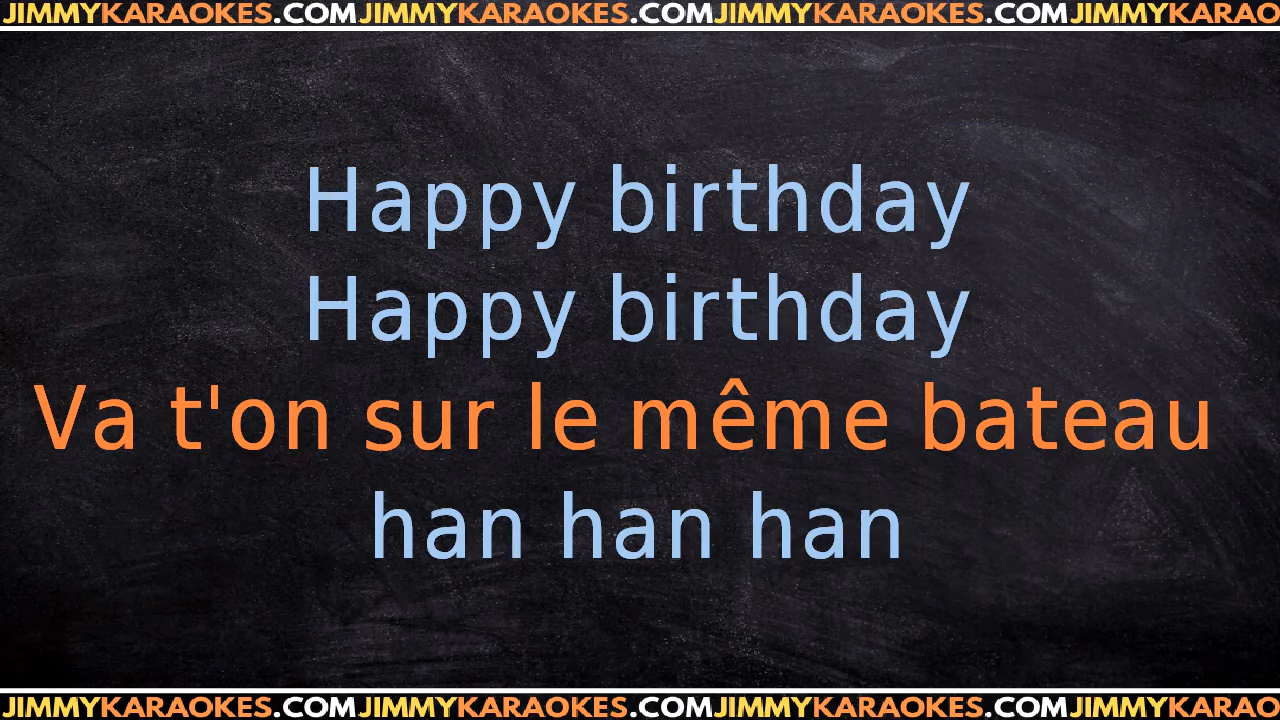 JIMMYKARAOKES.COMJIMMYKARAOKES.COMJIMMYKARAOKES.COMJIMMYKARAO
Happy birthday
Happy birthday
Va t'on sur le même bateau
han han han
JIMMYKARAOKES.COMJIMMYKARAOKES.COMJIMMYKARAOKES.COMJIMMYKARAO